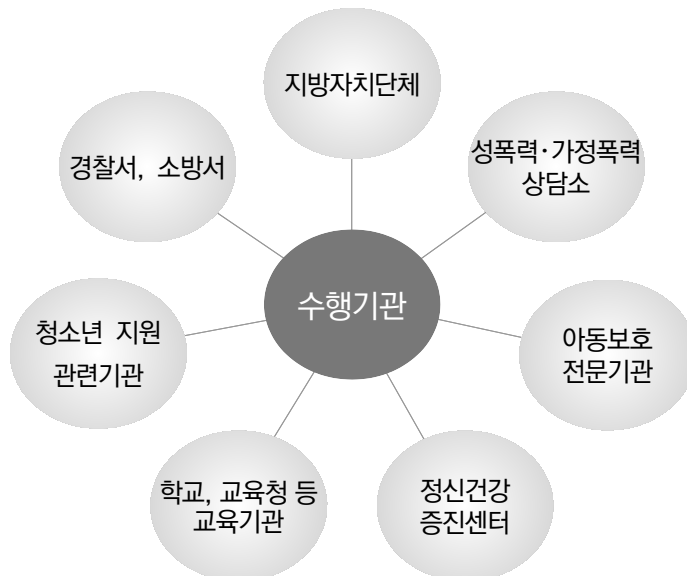 지방자치단체
경찰서, 소방서
성폭력·가정폭력
상담소
수행기관
청소년 지원
관련기관
아동보호
전문기관
학교, 교육청 등
교육기관
정신건강
증진센터